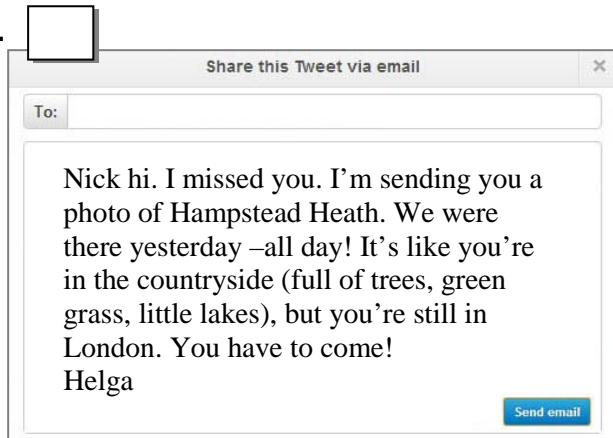 .
Share this Tweet via email ×
To:
Nick hi. I missed you. I’m sending you a
photo of Hampstead Heath. We were
there yesterday –all day! It’s like you’re
in the countryside (full of trees, green
grass, little lakes), but you’re still in
London. You have to come!
Helga
Send email